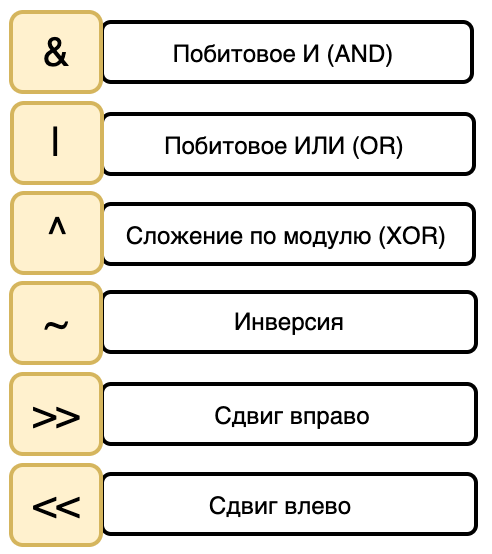 & Побитовое И (AND)
| Побитовое ИЛИ (OR)
^ Сложение по модулю (XOR)
~ Инверсия
>> Сдвиг вправо
<< Сдвиг влево